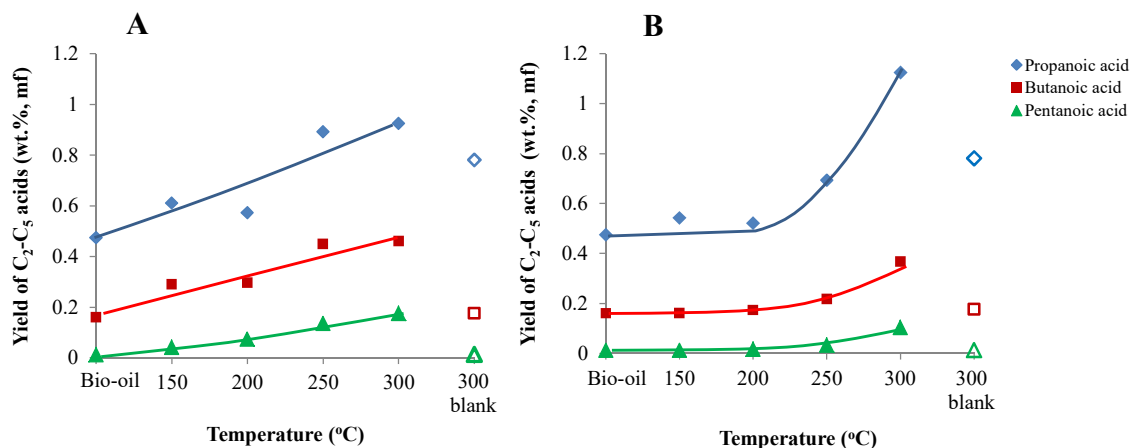 A
Yield of C2-C5 acids (wt.%, mf)
1.2
1
0.8
0.6
0.4
0.2
0
Bio-oil 150 200 250 300 300 blank
Temperature (oC)
B
Yield of C2-C5 acids (wt.%, mf)
1.2
1
0.8
0.6
0.4
0.2
0
Bio-oil 150 200 250 300 300 blank
Temperature (oC)
Propanoic acid
Butanoic acid
Pentanoic acid